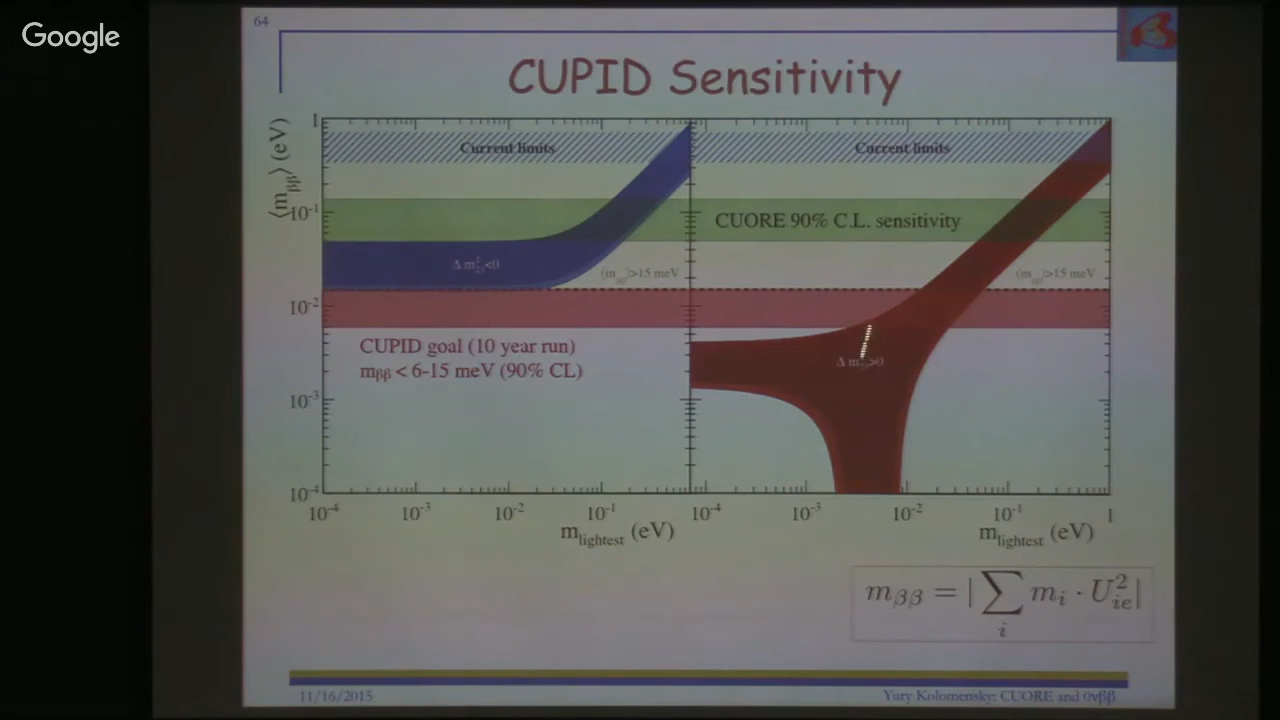 Google
64
CUPID Sensitivity
⟨mββ⟩ (eV)
1
10-1
10-2
10-3
10-4
Current limits
Current limits
CUORE 90% C.L. sensitivity
⟨mββ⟩>15 meV
⟨mββ⟩>15 meV
CUPID goal (10 year run)
mββ < 6-15 meV (90% CL)
10-4 10-3 10-2 10-1 10-4 10-3 10-2 10-1 1
mlightest (eV) mlightest (eV)
mββ = | ∑i mi · U²ie|
11/16/2015
Yury Kolomensky: CUORE and 0νββ